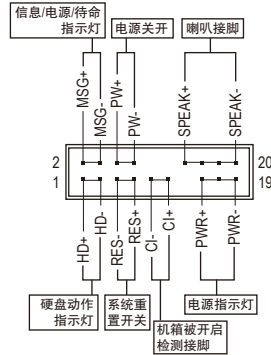 信息/电源/待命
指示灯
电源关开
喇叭接脚
MSG+
MSG-
PW+
PW-
SPEAK+
SPEAK-
2
20
1
19
HD+
HD-
RES-
RES+
CI-
CI+
PWR+
PWR-
硬盘动作
指示灯
系统重
置开关
机箱被开启
检测接脚
电源指示灯